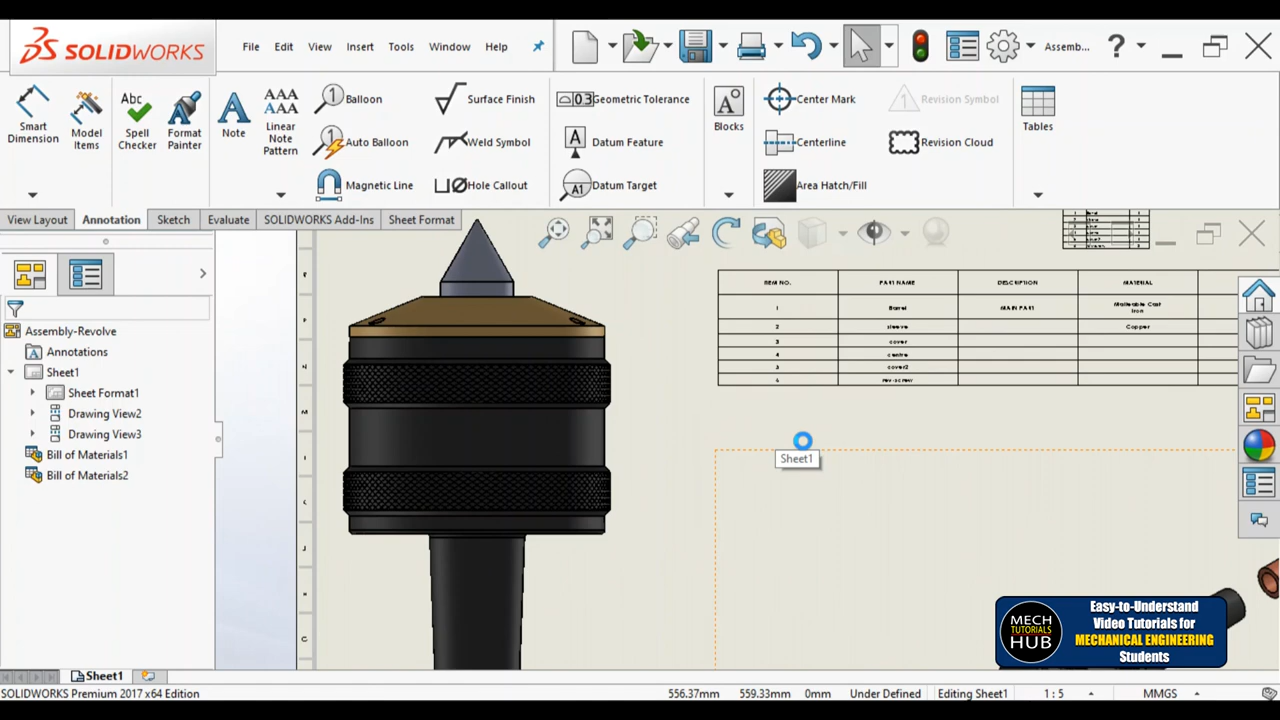 SOLIDWORKS
File Edit View Insert Tools Window Help
Assemb...
Smart Dimension
Model Items
Spell Checker
Format Painter
Note
Linear Note Pattern
Balloon
Auto Balloon
Magnetic Line
Surface Finish
Weld Symbol
Hole Callout
Geometric Tolerance
Datum Feature
Datum Target
Blocks
Center Mark
Centerline
Area Hatch/Fill
Revision Symbol
Revision Cloud
Tables
View Layout Annotation Sketch Evaluate SOLIDWORKS Add-Ins Sheet Format
Assembly-Revolve
Annotations
Sheet1
Sheet Format1
Drawing View2
Drawing View3
Bill of Materials1
Bill of Materials2
ITEM NO. PART NAME DESCRIPTION MATERIAL
1 Barrel MAIN PART Malleable Cast Iron
2 sleeve Copper
3 cover
4 centre
5 cover2
6 rev-screw
Sheet1
MECH TUTORIALS HUB
Easy-to-Understand
Video Tutorials for
MECHANICAL ENGINEERING
Students
Sheet1
SOLIDWORKS Premium 2017 x64 Edition 556.37mm 559.33mm 0mm Under Defined Editing Sheet1 1 : 5 MMGS